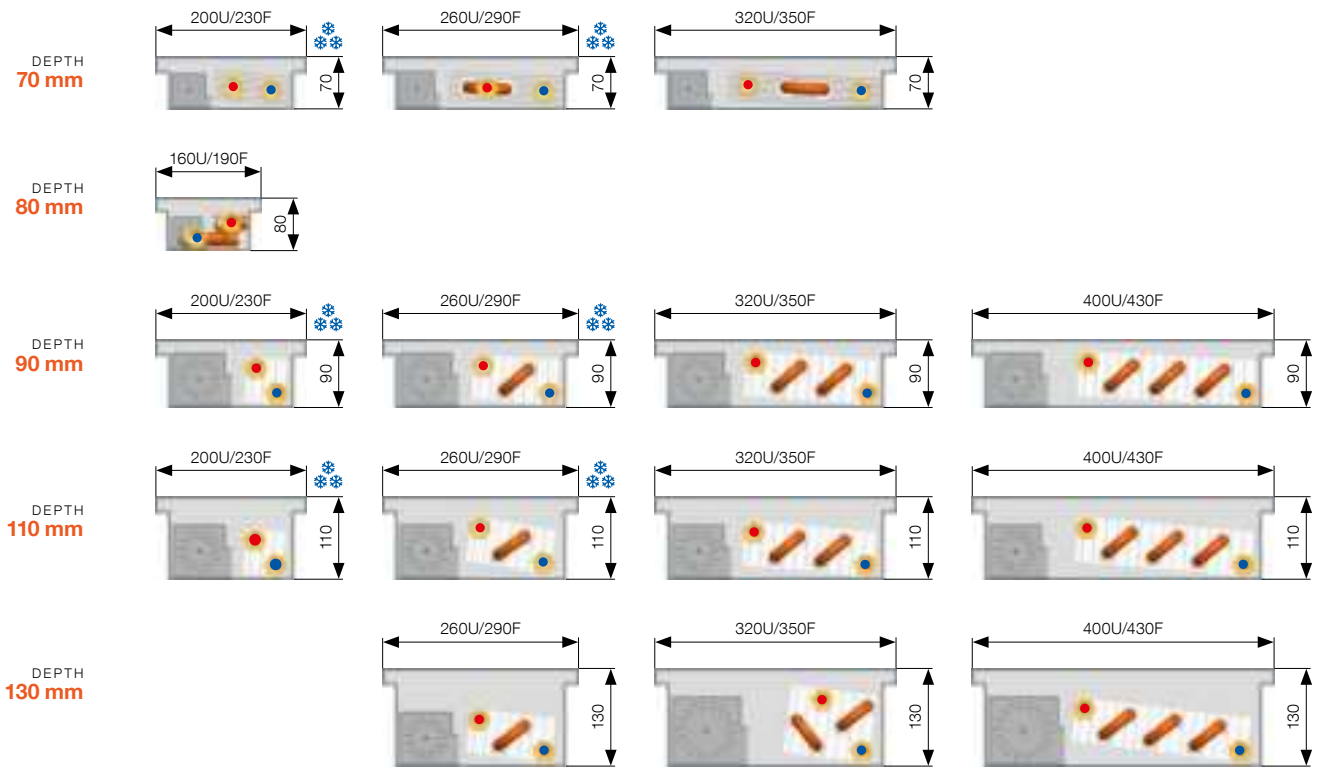 200U/230F 260U/290F 320U/350F
DEPTH
70 mm
70 70 70
160U/190F
DEPTH
80 mm
80
200U/230F 260U/290F 320U/350F 400U/430F
DEPTH
90 mm
90 90 90 90
200U/230F 260U/290F 320U/350F 400U/430F
DEPTH
110 mm
110 110 110 110
260U/290F 320U/350F 400U/430F
DEPTH
130 mm
130 130 130